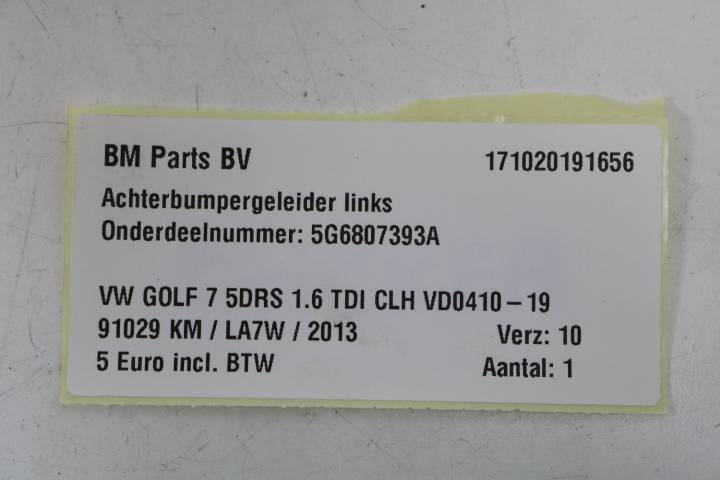 BM Parts BV 171020191656
Achterbumpergeleider links
Onderdeelnummer: 5G6807393A
VW GOLF 7 5DRS 1.6 TDI CLH VD0410-19
91029 KM / LA7W / 2013 Verz: 10
5 Euro incl. BTW Aantal: 1